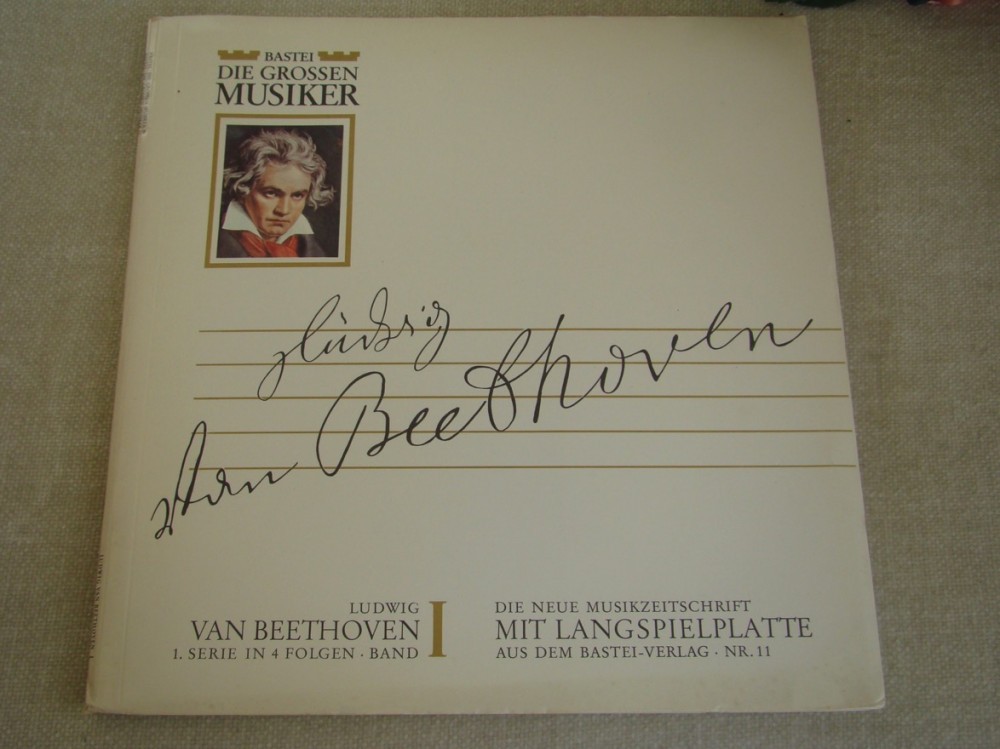 BASTEI
DIE GROSSEN
MUSIKER
Ludwig
van Beethoven
LUDWIG
VAN BEETHOVEN I
1. SERIE IN 4 FOLGEN · BAND
DIE NEUE MUSIKZEITSCHRIFT
MIT LANGSPIELPLATTE
AUS DEM BASTEI-VERLAG · NR. 11